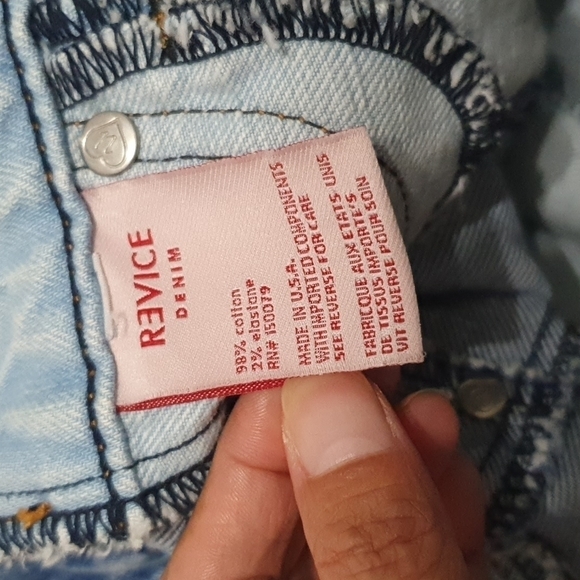 REVICE
DENIM
98% cotton
2% elastane
RN# 150079
MADE IN U.S.A.
WITH IMPORTED COMPONENTS
SEE REVERSE FOR CARE
FABRICQUE AUX ETATS-UNIS
DE TISSUS IMPORTE'S
VIT REVERSE POUR SOIN